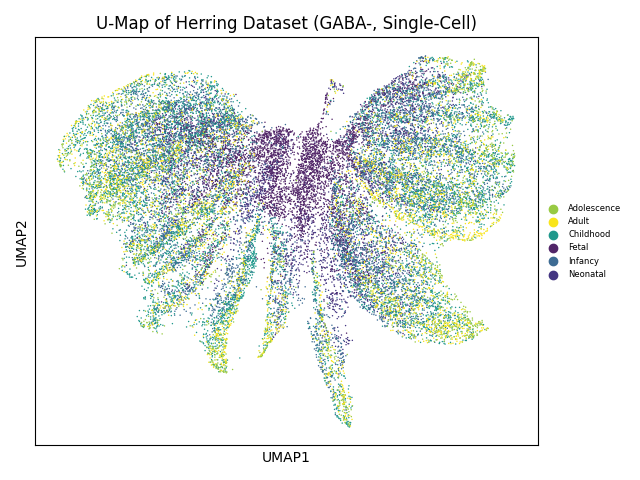 U-Map of Herring Dataset (GABA-, Single-Cell)
UMAP2
Adolescence
Adult
Childhood
Fetal
Infancy
Neonatal
UMAP1